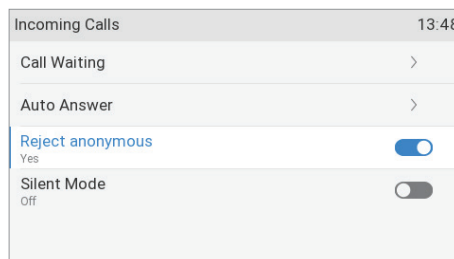 Incoming Calls 13:48
Call Waiting
Auto Answer
Reject anonymous
Yes
Silent Mode
Off